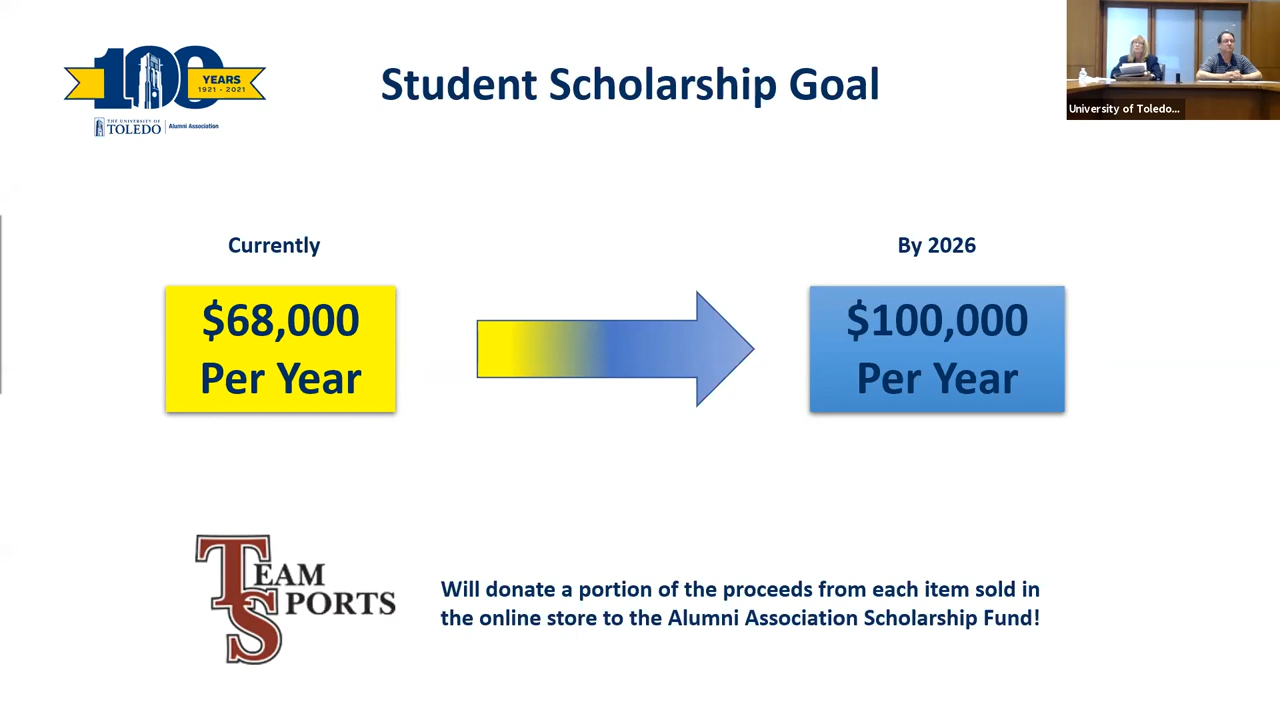 100
YEARS
1921 - 2021
THE UNIVERSITY OF
TOLEDO
Alumni Association
Student Scholarship Goal
University of Toledo...
Currently
By 2026
$68,000
Per Year
$100,000
Per Year
TEAM
SPORTS
Will donate a portion of the proceeds from each item sold in
the online store to the Alumni Association Scholarship Fund!